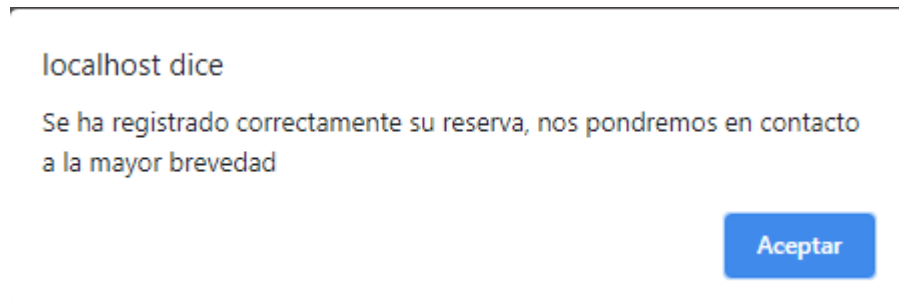 localhost dice
Se ha registrado correctamente su reserva, nos pondremos en contacto
a la mayor brevedad
Aceptar